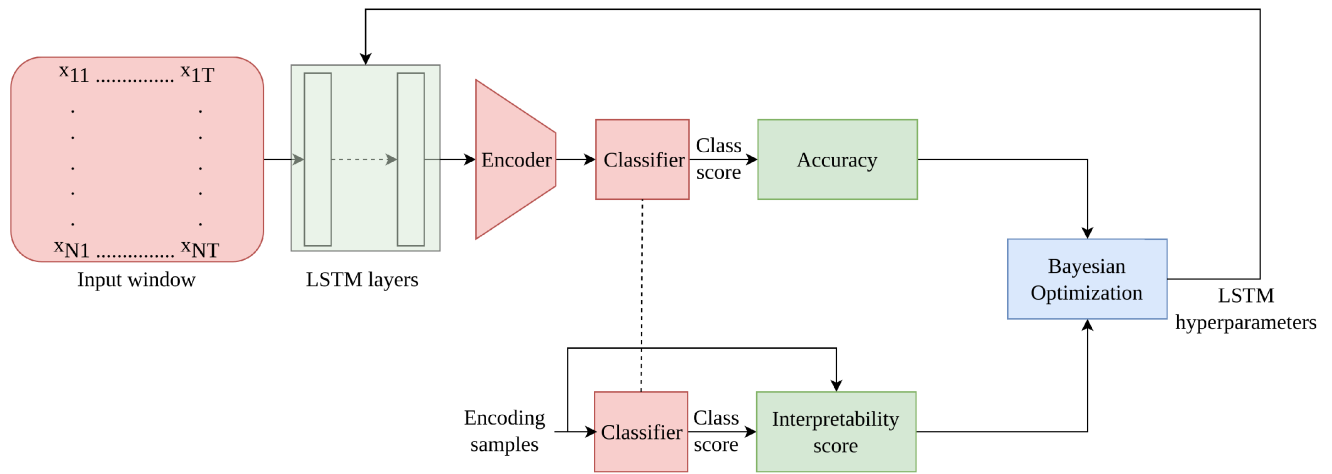 x11 ............... x1T
. .
. .
. .
. .
. .
xN1 ............... xNT
Input window
LSTM layers
Encoder
Classifier
Class
score
Accuracy
Bayesian
Optimization
LSTM
hyperparameters
Encoding
samples
Classifier
Class
score
Interpretability
score